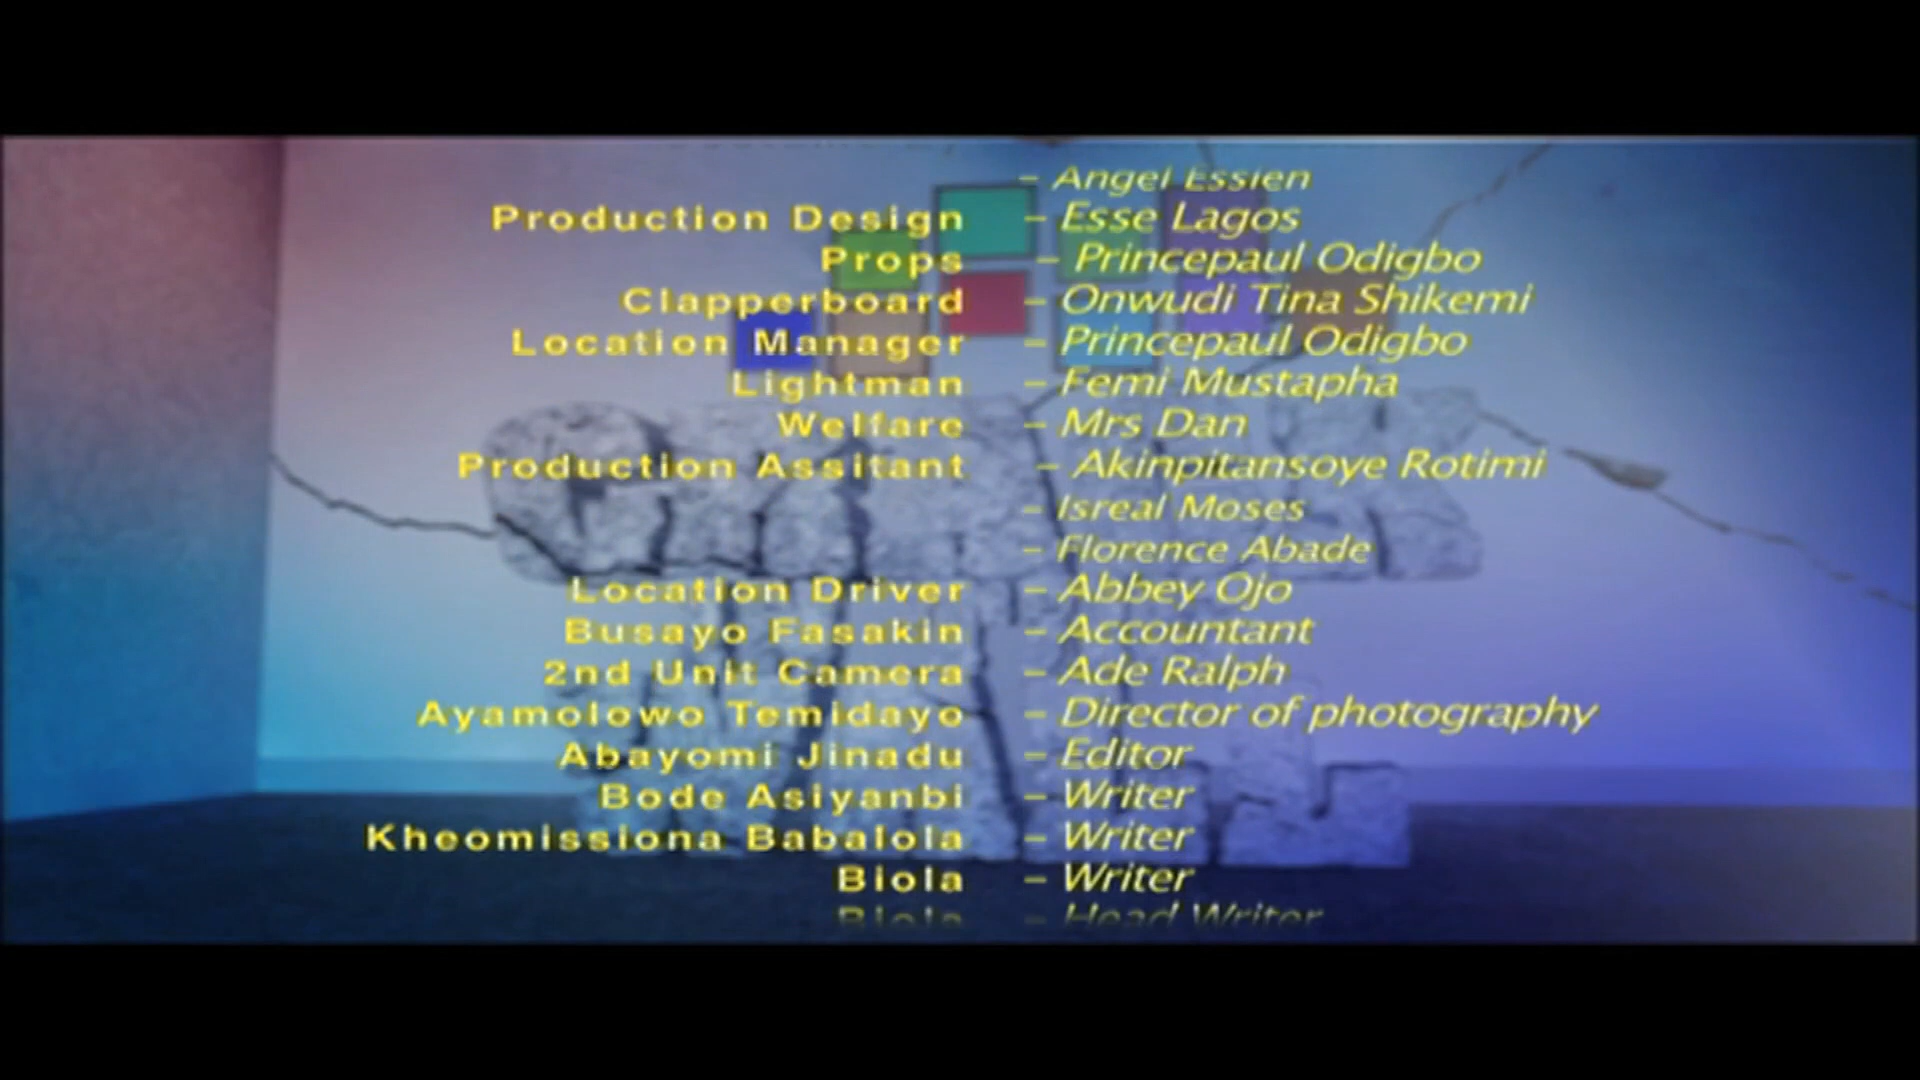 – Angel Essien
Production Design – Esse Lagos
Props – Princepaul Odigbo
Clapperboard – Onwudi Tina Shikemi
Location Manager – Princepaul Odigbo
Lightman – Femi Mustapha
Welfare – Mrs Dan
Production Assitant – Akinpitansoye Rotimi
– Isreal Moses
– Florence Abade
Location Driver – Abbey Ojo
Busayo Fasakin – Accountant
2nd Unit Camera – Ade Ralph
Ayamolowo Temidayo – Director of photography
Abayomi Jinadu – Editor
Bode Asiyanbi – Writer
Kheomissiona Babalola – Writer
Biola – Writer
Biola – Head Writer